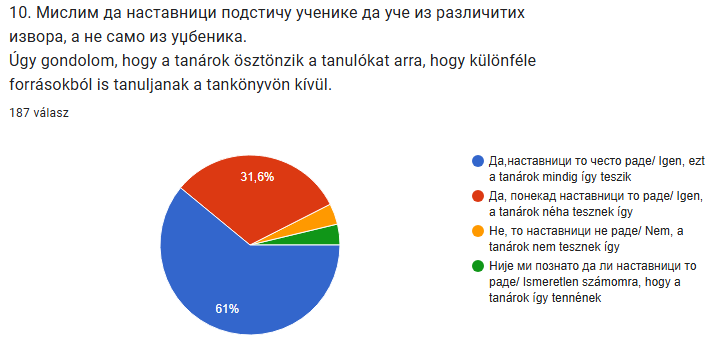 10. Мислим да наставници подстичу ученике да уче из различитих
извора, а не само из уџбеника.
Úgy gondolom, hogy a tanárok ösztönzik a tanulókat arra, hogy különféle
forrásokból is tanuljanak a tankönyvön kívül.
187 válasz
31,6%
61%
Да,наставници то често раде/ Igen, ezt
a tanárok mindig így teszik
Да, понекад наставници то раде/ Igen,
a tanárok néha tesznek így
Не, то наставници не раде/ Nem, a
tanárok nem tesznek így
Није ми познато да ли наставници то
раде/ Ismeretlen számomra, hogy a
tanárok így tennének